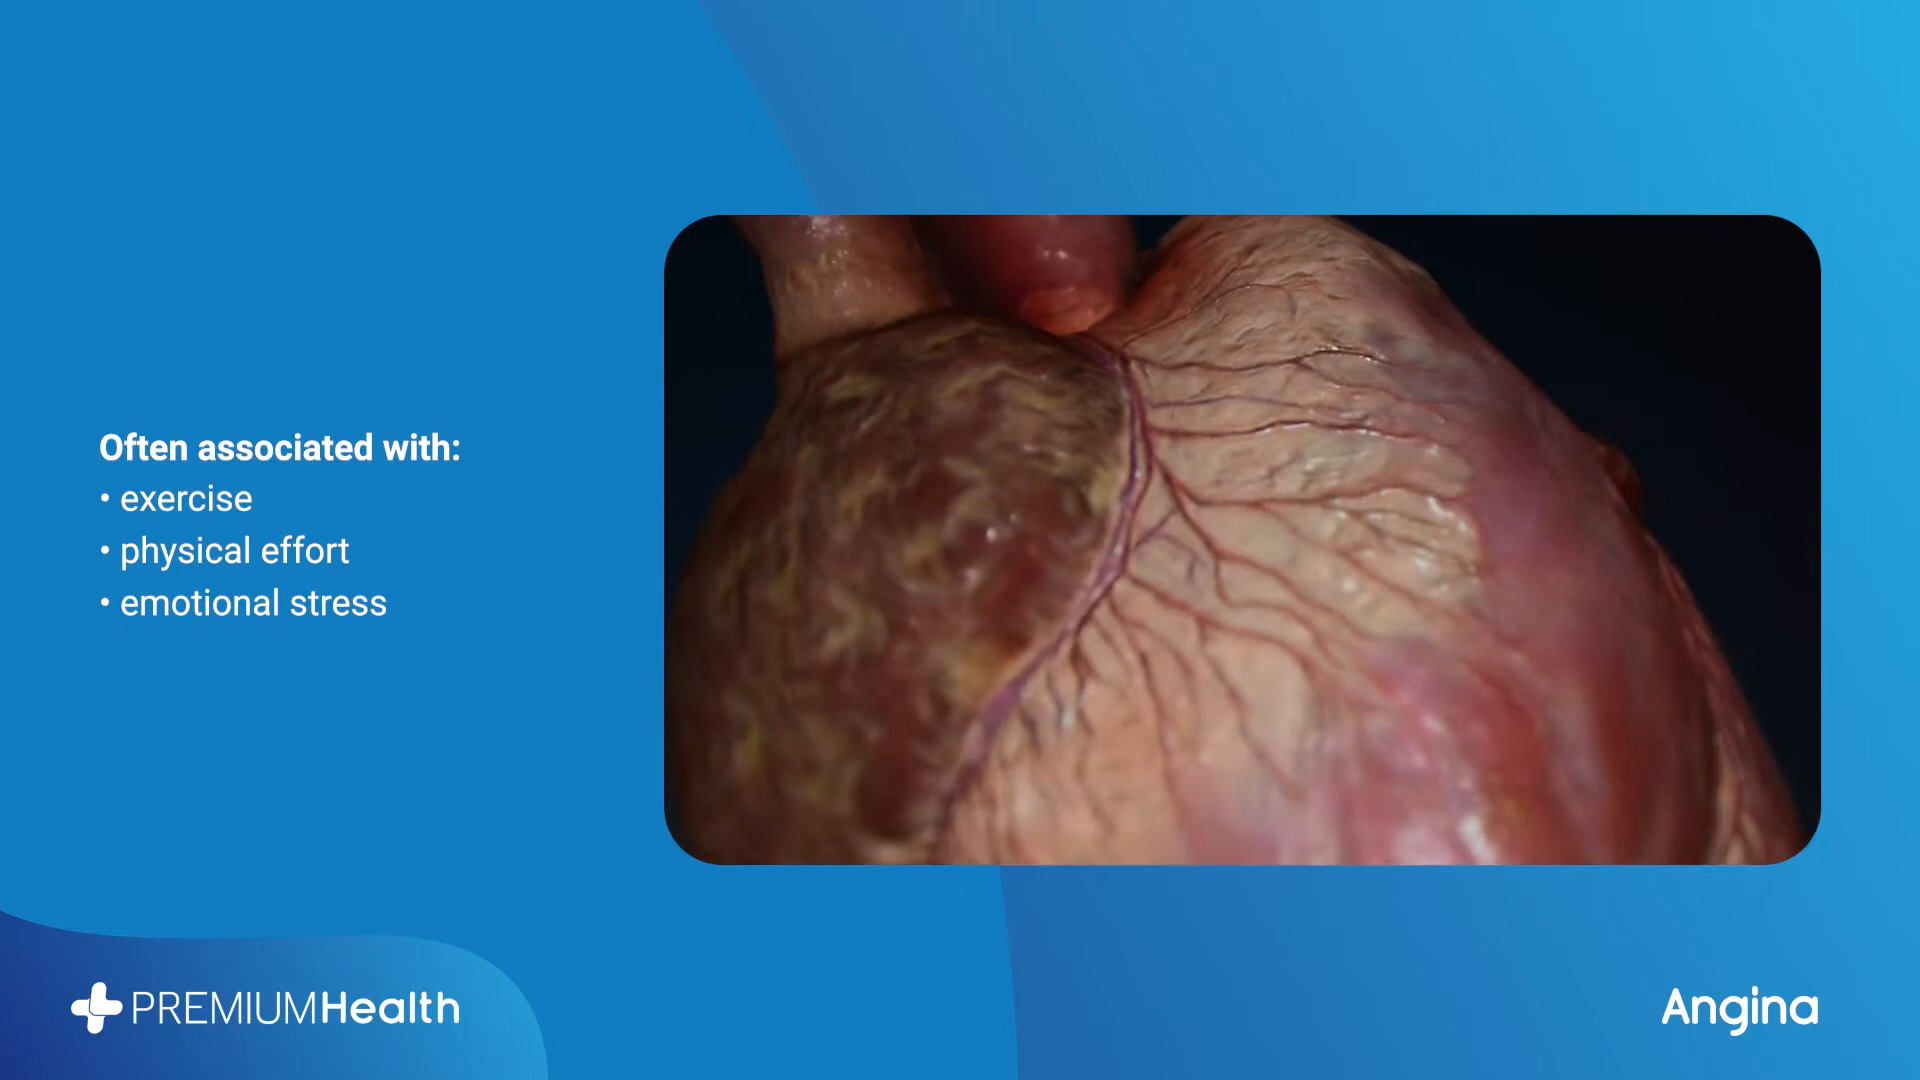 Often associated with:
• exercise
• physical effort
• emotional stress
PREMIUMHealth
Angina